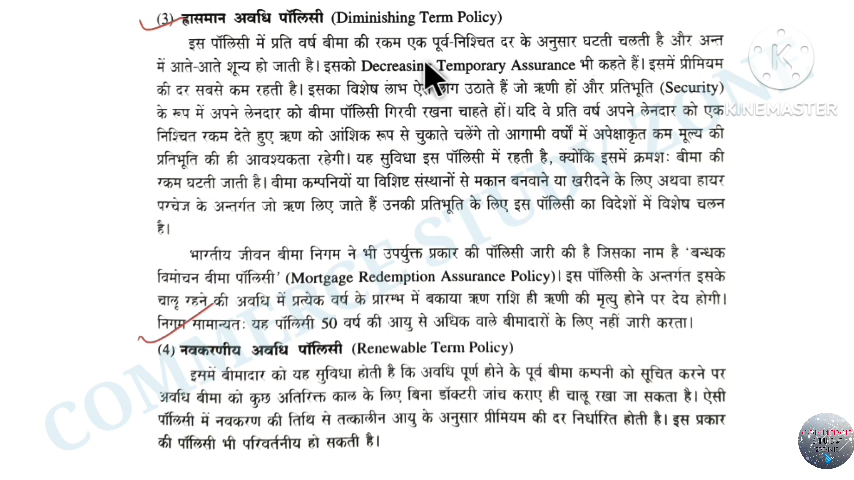 (3) ह्रासमान अवधि पॉलिसी (Diminishing Term Policy)
इस पॉलिसी में प्रति वर्ष बीमा की रकम एक पूर्व-निश्चित दर के अनुसार घटती चलती है और अन्त
में आते-आते शून्य हो जाती है। इसको Decreasing Temporary Assurance भी कहते हैं। इसमें प्रीमियम
की दर सबसे कम रहती है। इसका विशेष लाभ ऐसे लोग उठाते हैं जो ऋणी हों और प्रतिभूति (Security)
के रूप में अपने लेनदार को बीमा पॉलिसी गिरवी रखना चाहते हों। यदि वे प्रति वर्ष अपने लेनदार को एक
निश्चित रकम देते हुए ऋण को आंशिक रूप से चुकाते चलेंगे तो आगामी वर्षों में अपेक्षाकृत कम मूल्य की
प्रतिभूति की ही आवश्यकता रहेगी। यह सुविधा इस पॉलिसी में रहती है, क्योंकि इसमें क्रमशः बीमा की
रकम घटती जाती है। बीमा कम्पनियों या विशिष्ट संस्थानों से मकान बनवाने या खरीदने के लिए अथवा हायर
परचेज के अन्तर्गत जो ऋण लिए जाते हैं उनकी प्रतिभूति के लिए इस पॉलिसी का विदेशों में विशेष चलन
है।
भारतीय जीवन बीमा निगम ने भी उपर्युक्त प्रकार की पॉलिसी जारी की है जिसका नाम है 'बन्धक
विमोचन बीमा पॉलिसी' (Mortgage Redemption Assurance Policy)। इस पॉलिसी के अन्तर्गत इसके
चालू रहने की अवधि में प्रत्येक वर्ष के प्रारम्भ में बकाया ऋण राशि ही ऋणी की मृत्यु होने पर देय होगी।
निगम सामान्यतः यह पॉलिसी 50 वर्ष की आयु से अधिक वाले बीमादारों के लिए नहीं जारी करता।
(4) नवकरणीय अवधि पॉलिसी (Renewable Term Policy)
इसमें बीमादार को यह सुविधा होती है कि अवधि पूर्ण होने के पूर्व बीमा कम्पनी को सूचित करने पर
अवधि बीमा को कुछ अतिरिक्त काल के लिए बिना डॉक्टरी जांच कराए ही चालू रखा जा सकता है। ऐसी
पॉलिसी में नवकरण की तिथि से तत्कालीन आयु के अनुसार प्रीमियम की दर निर्धारित होती है। इस प्रकार
की पॉलिसी भी परिवर्तनीय हो सकती है।
COMMERCE STUDY ZONE
KINEMASTER